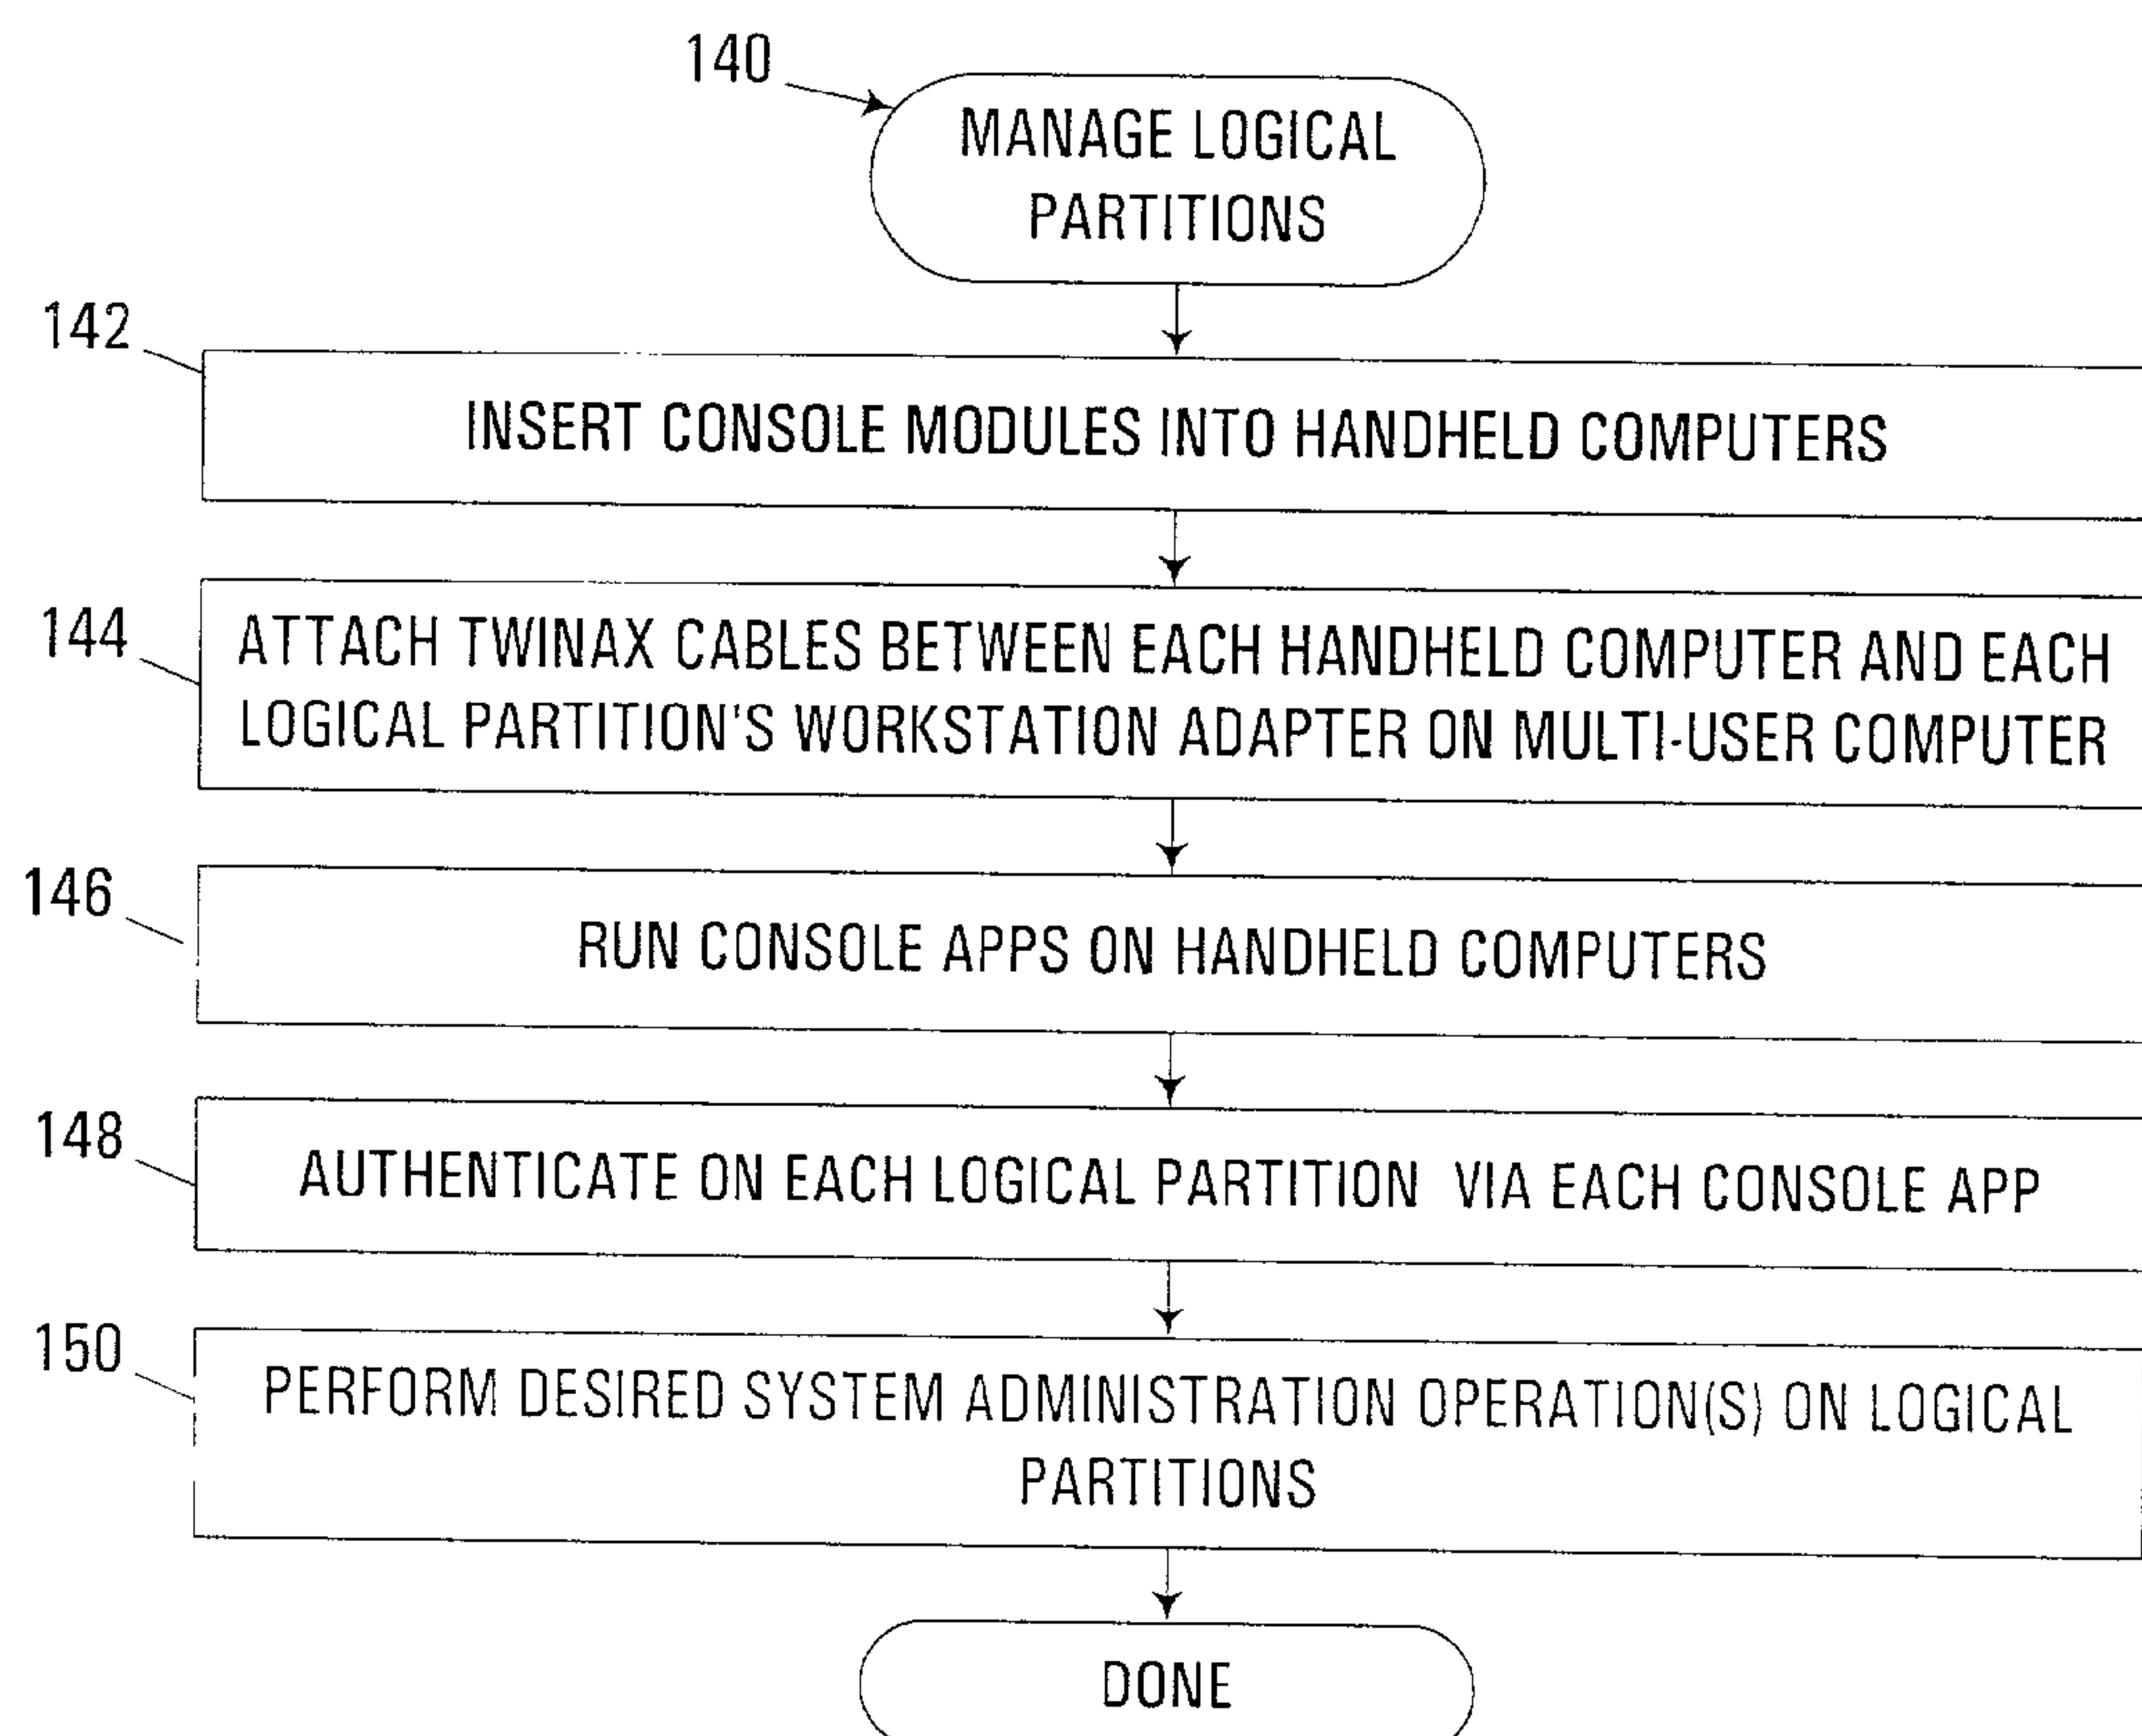 140
MANAGE LOGICAL
PARTITIONS
142
INSERT CONSOLE MODULES INTO HANDHELD COMPUTERS
144
ATTACH TWINAX CABLES BETWEEN EACH HANDHELD COMPUTER AND EACH
LOGICAL PARTITION'S WORKSTATION ADAPTER ON MULTI-USER COMPUTER
146
RUN CONSOLE APPS ON HANDHELD COMPUTERS
148
AUTHENTICATE ON EACH LOGICAL PARTITION VIA EACH CONSOLE APP
150
PERFORM DESIRED SYSTEM ADMINISTRATION OPERATION(S) ON LOGICAL
PARTITIONS
DONE